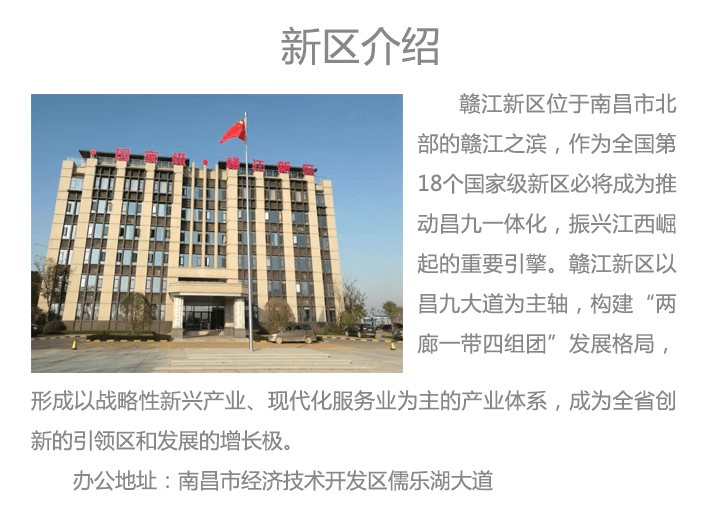 新区介绍
国家级·赣江新区
赣江新区位于南昌市北
部的赣江之滨，作为全国第
18个国家级新区必将成为推
动昌九一体化，振兴江西崛
起的重要引擎。赣江新区以
昌九大道为主轴，构建“两
廊一带四组团”发展格局，
形成以战略性新兴产业、现代化服务业为主的产业体系，成为全省创
新的引领区和发展的增长极。
办公地址：南昌市经济技术开发区儒乐湖大道